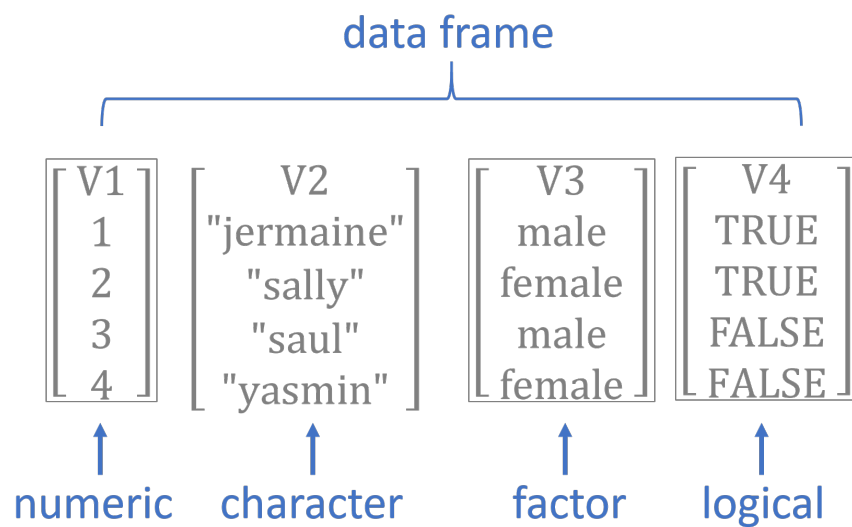 data frame
V1 V2 V3 V4
1 "jermaine" male TRUE
2 "sally" female TRUE
3 "saul" male FALSE
4 "yasmin" female FALSE
numeric character factor logical